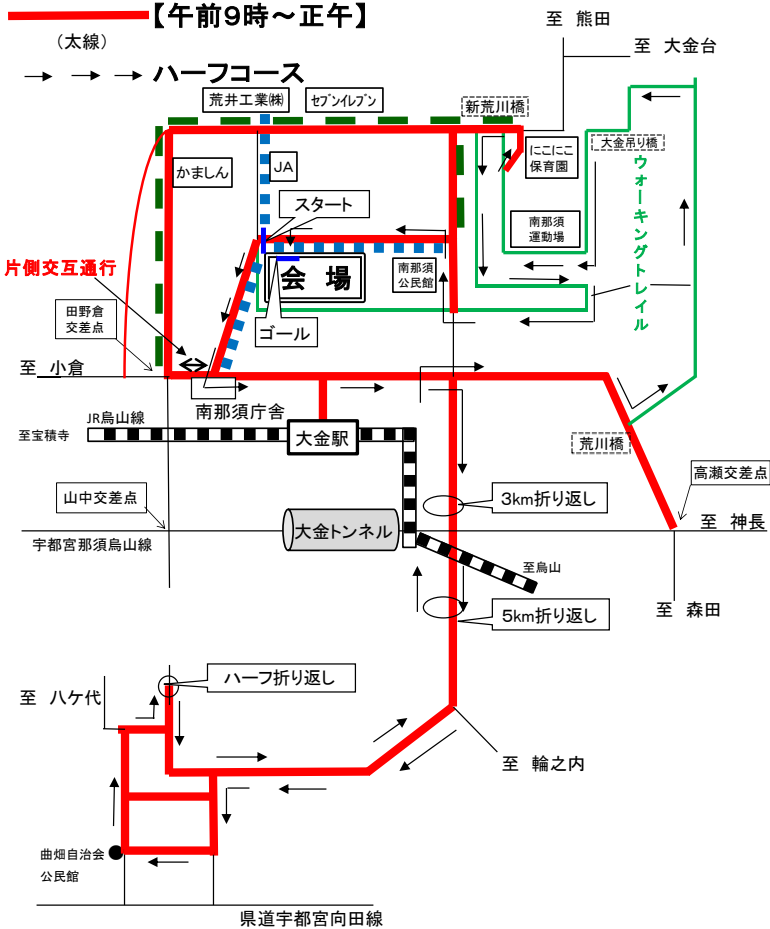 【午前9時～正午】
(太線)
ハーフコース
至 熊田
至 大金台
荒井工業㈱
セブンイレブン
新荒川橋
かましん
JA
にこにこ
保育園
大金吊り橋
ウォーキングトレイル
スタート
南那須
運動場
片側交互通行
会 場
南那須
公民館
田野倉
交差点
ゴール
至 小倉
南那須庁舎
JR烏山線
至宝積寺
大金駅
荒川橋
高瀬交差点
山中交差点
3km折り返し
大金トンネル
至 神長
宇都宮那須烏山線
至烏山
5km折り返し
至 森田
ハーフ折り返し
至 八ケ代
至 輪之内
曲畑自治会
公民館
県道宇都宮向田線